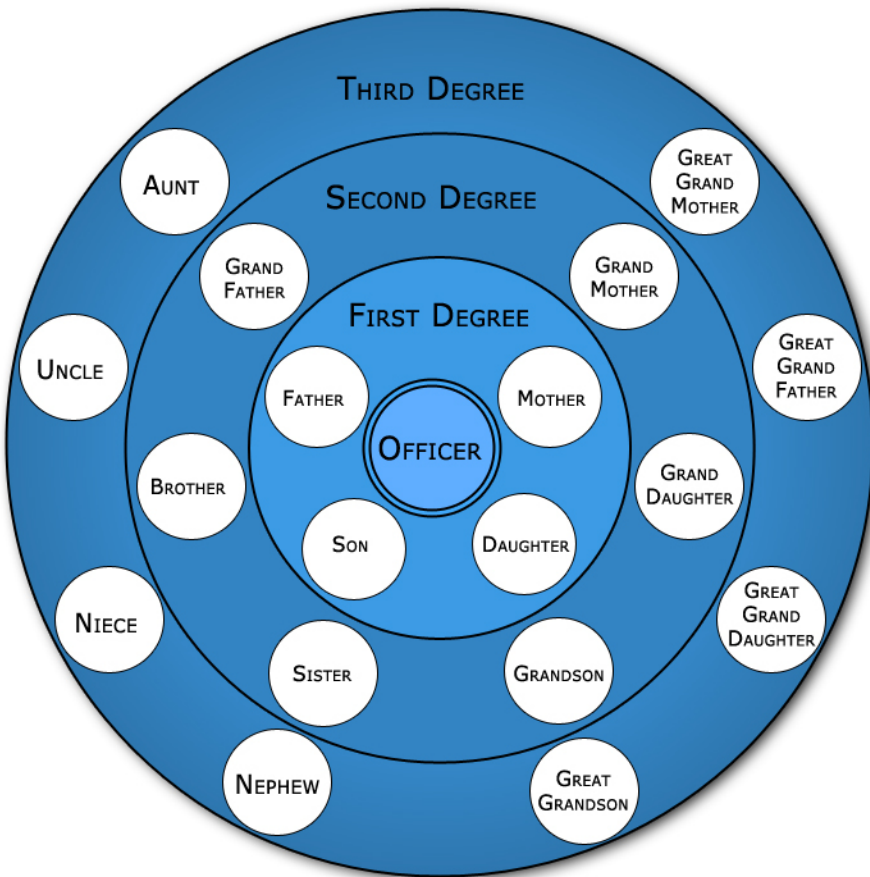 THIRD DEGREE
AUNT
GREAT
GRAND
MOTHER
SECOND DEGREE
GRAND
FATHER
GRAND
MOTHER
FIRST DEGREE
UNCLE
GREAT
GRAND
FATHER
FATHER
MOTHER
OFFICER
BROTHER
GRAND
DAUGHTER
SON
DAUGHTER
NIECE
GREAT
GRAND
DAUGHTER
SISTER
GRANDSON
NEPHEW
GREAT
GRANDSON